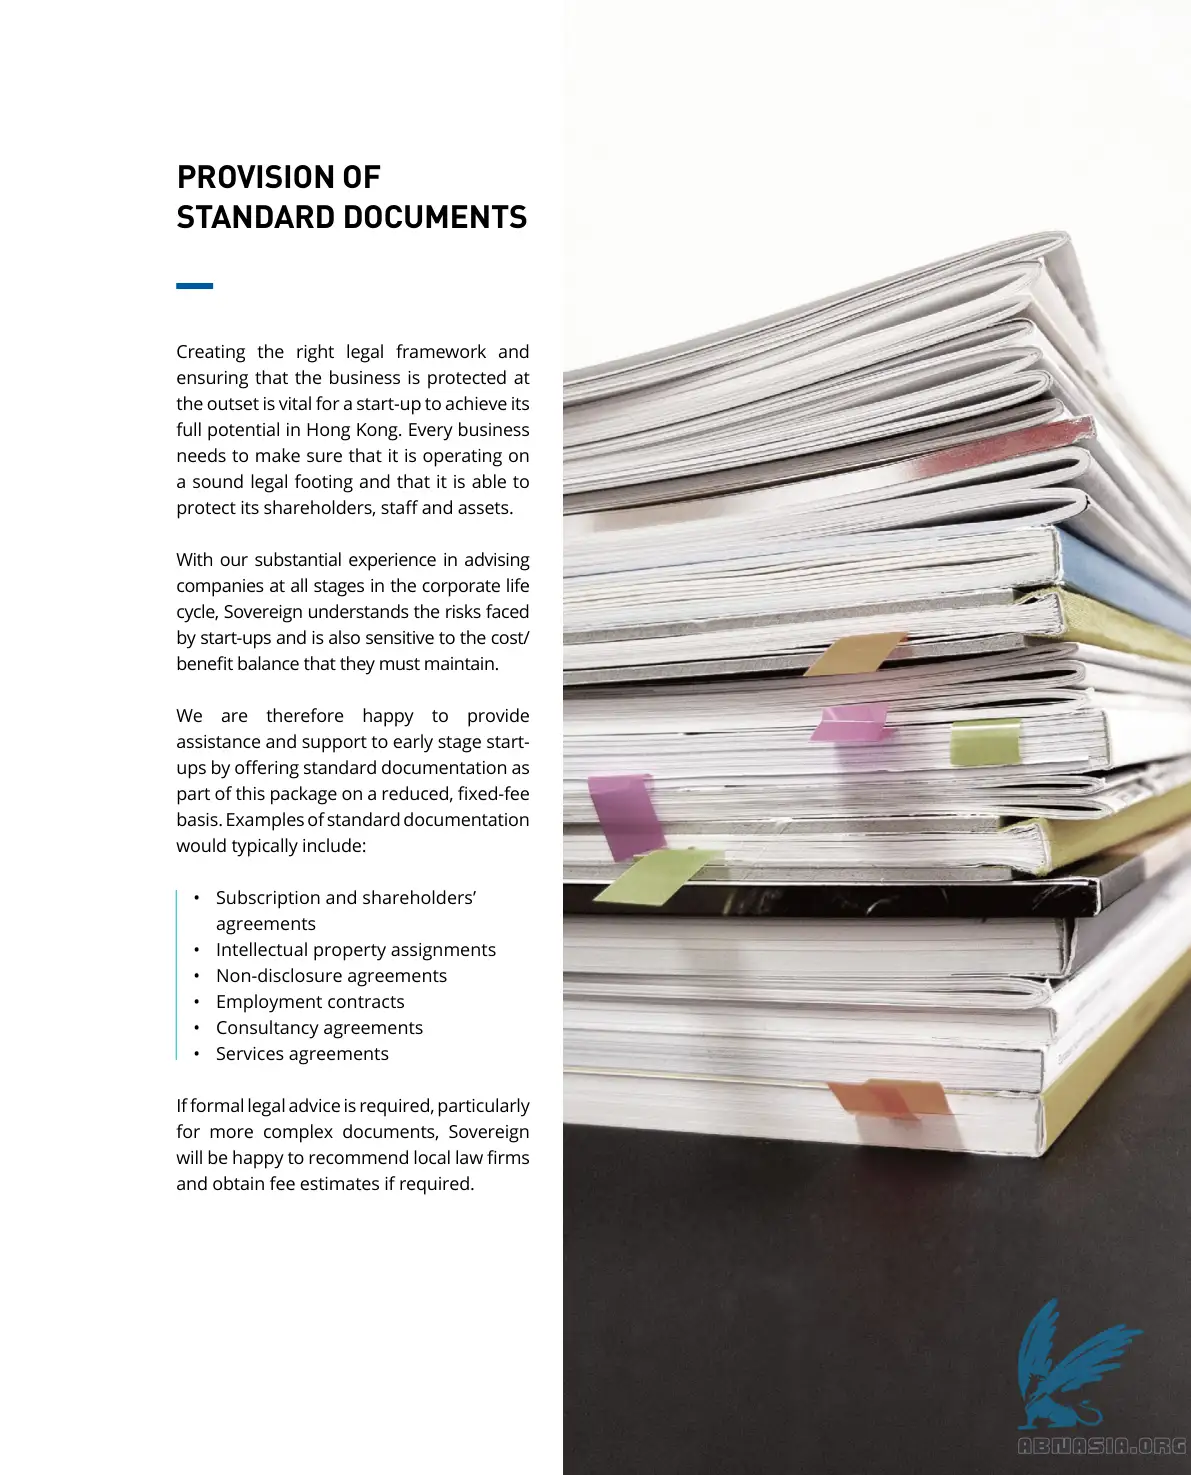 PROVISION OF
STANDARD DOCUMENTS
Creating the right legal framework and
ensuring that the business is protected at
the outset is vital for a start-up to achieve its
full potential in Hong Kong. Every business
needs to make sure that it is operating on
a sound legal footing and that it is able to
protect its shareholders, staff and assets.
With our substantial experience in advising
companies at all stages in the corporate life
cycle, Sovereign understands the risks faced
by start-ups and is also sensitive to the cost/
benefit balance that they must maintain.
We are therefore happy to provide
assistance and support to early stage start-
ups by offering standard documentation as
part of this package on a reduced, fixed-fee
basis. Examples of standard documentation
would typically include:
• Subscription and shareholders’
agreements
• Intellectual property assignments
• Non-disclosure agreements
• Employment contracts
• Consultancy agreements
• Services agreements
If formal legal advice is required, particularly
for more complex documents, Sovereign
will be happy to recommend local law firms
and obtain fee estimates if required.
ABNASIA.ORG